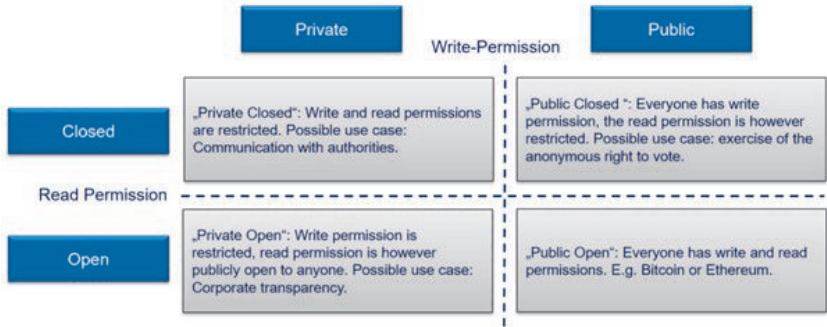 Private
Write-Permission
Public
Closed
„Private Closed“: Write and read permissions
are restricted. Possible use case:
Communication with authorities.
„Public Closed “: Everyone has write
permission, the read permission is however
restricted. Possible use case: exercise of the
anonymous right to vote.
Read Permission
Open
„Private Open“: Write permission is
restricted, read permission is however
publicly open to anyone. Possible use case:
Corporate transparency.
„Public Open“: Everyone has write and read
permissions. E.g. Bitcoin or Ethereum.